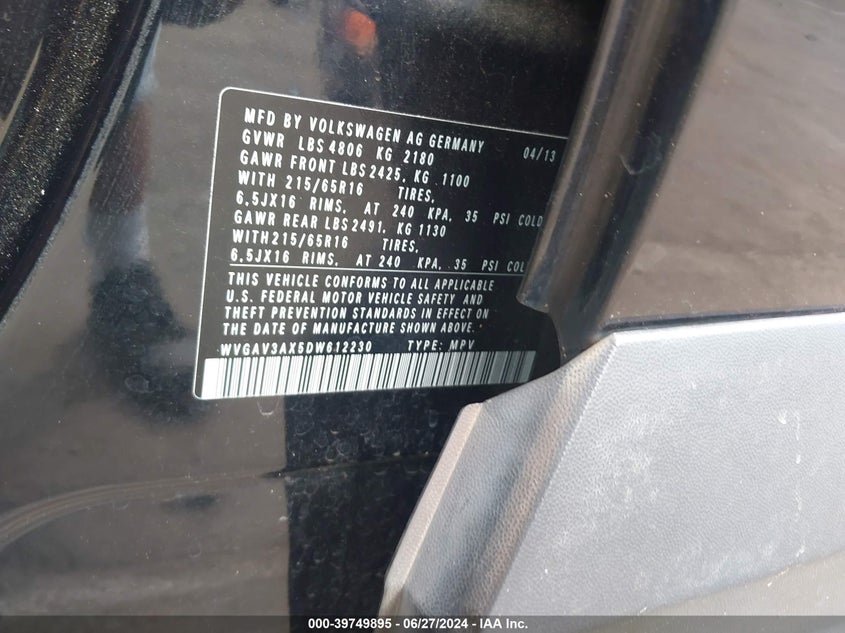 MFD BY VOLKSWAGEN AG GERMANY 04/13
GVWR LBS 4806 KG 2180
GAWR FRONT LBS 2425, KG 1100
WITH 215/65R16 TIRES,
6,5JX16 RIMS, AT 240 KPA, 35 PSI COLD
GAWR REAR LBS 2491, KG 1130
WITH 215/65R16 TIRES,
6,5JX16 RIMS, AT 240 KPA, 35 PSI COL
THIS VEHICLE CONFORMS TO ALL APPLICABLE
U.S. FEDERAL MOTOR VEHICLE SAFETY AND
THEFT PREVENTION STANDARDS IN EFFECT ON
THE DATE OF MANUFACTURE SHOWN ABOVE.
WVGAV3AX5DW612230 TYPE: MPV
000-39749895 - 06/27/2024 - IAA Inc.